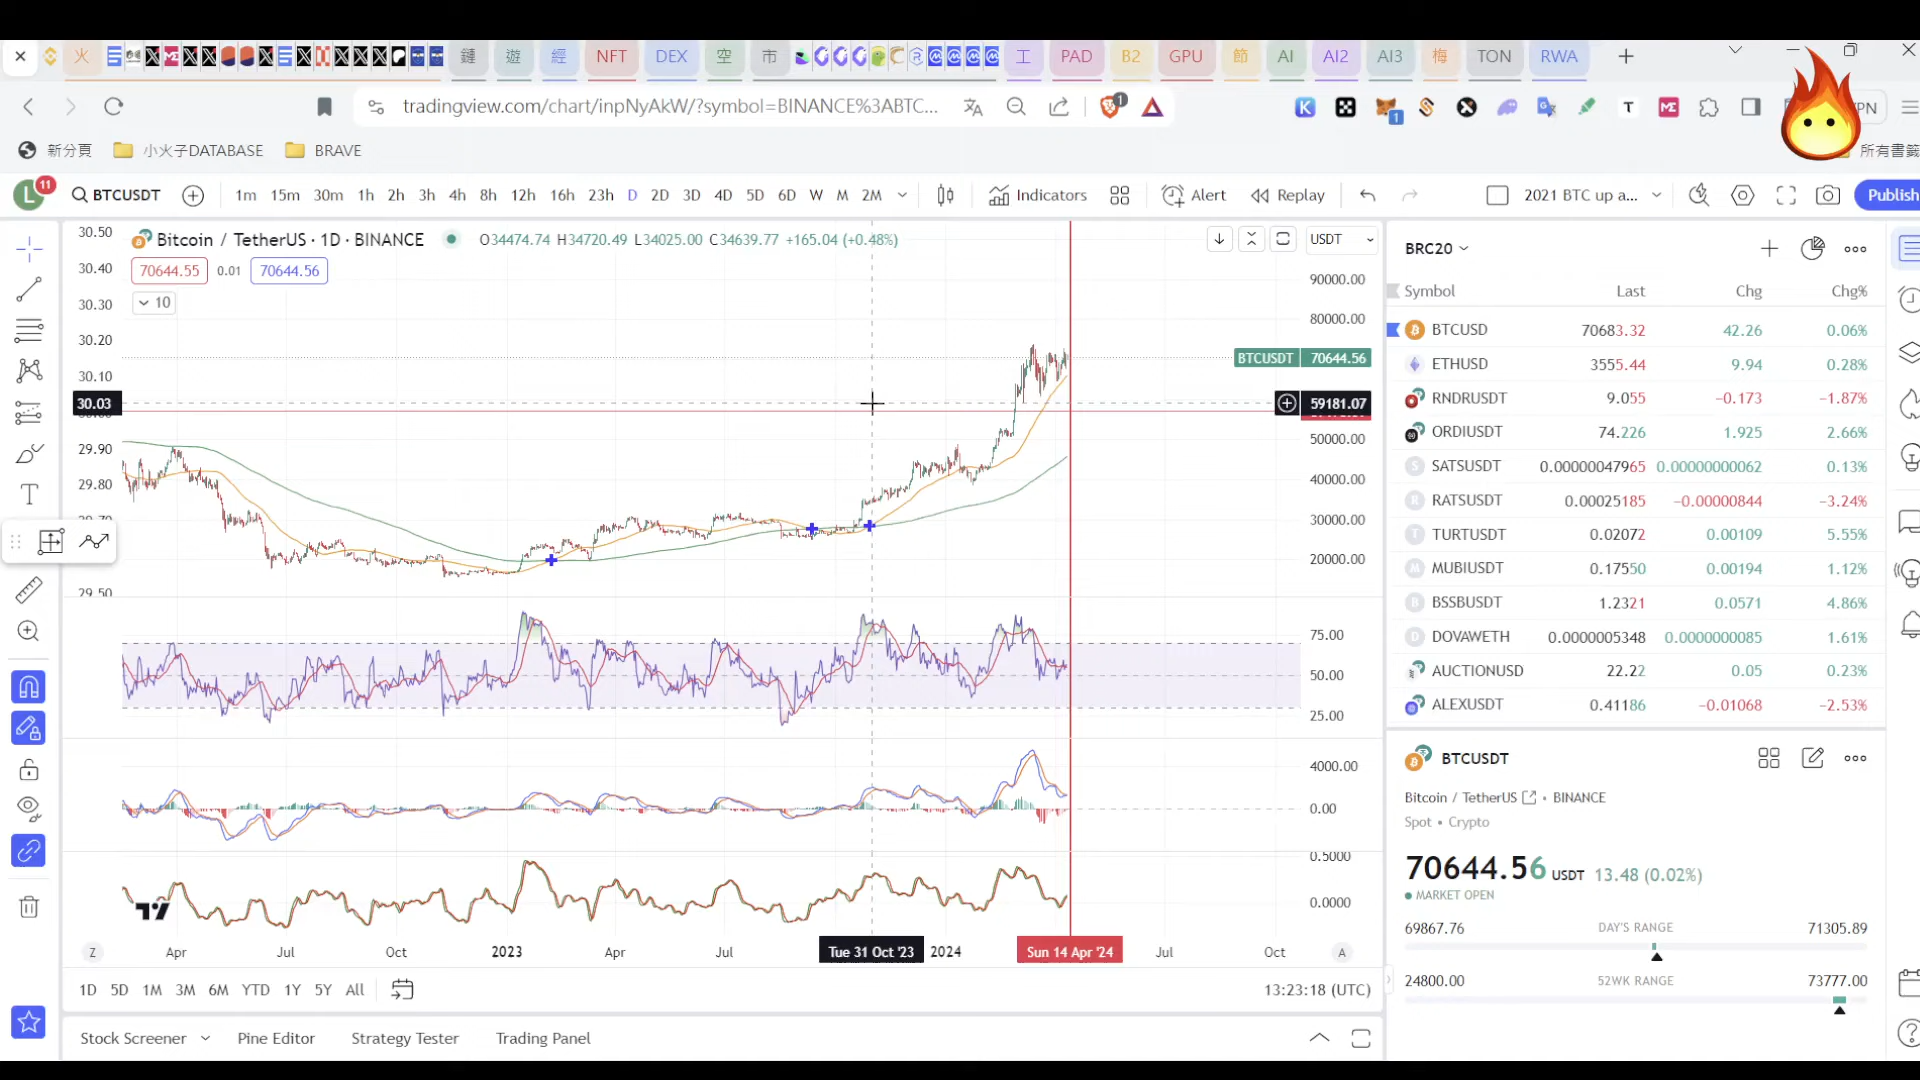 火 鏈 遊 經 NFT DEX 空 市 工 PAD B2 GPU 節 AI AI2 AI3 梅 TON RWA
tradingview.com/chart/inpNyAkW/?symbol=BINANCE%3ABTC... 1 1 PN
新分頁 小火子DATABASE BRAVE 所有書籤
L 11 BTCUSDT 1m 15m 30m 1h 2h 3h 4h 8h 12h 16h 23h D 2D 3D 4D 5D 6D W M 2M Indicators Alert Replay 2021 BTC up a... Publish
Bitcoin / TetherUS · 1D · BINANCE O34474.74 H34720.49 L34025.00 C34639.77 +165.04 (+0.48%) USDT
70644.55 0.01 70644.56
10
30.50
30.40
30.30
30.20
30.10
30.03
29.90
29.80
29.50
90000.00
80000.00
BTCUSDT 70644.56
59181.07
50000.00
40000.00
30000.00
20000.00
75.00
50.00
25.00
4000.00
0.00
0.5000
0.0000
Z Apr Jul Oct 2023 Apr Jul Tue 31 Oct '23 2024 Sun 14 Apr '24 Jul Oct A
1D 5D 1M 3M 6M YTD 1Y 5Y All 13:23:18 (UTC)
Stock Screener Pine Editor Strategy Tester Trading Panel
BRC20
Symbol Last Chg Chg%
BTCUSD 70683.32 42.26 0.06%
ETHUSD 3555.44 9.94 0.28%
RNDRUSDT 9.055 −0.173 −1.87%
ORDIUSDT 74.226 1.925 2.66%
SATSUSDT 0.00000047965 0.00000000062 0.13%
RATSUSDT 0.00025185 −0.00000844 −3.24%
TURTUSDT 0.02072 0.00109 5.55%
MUBIUSDT 0.17550 0.00194 1.12%
BSSBUSDT 1.2321 0.0571 4.86%
DOVAWETH 0.0000005348 0.0000000085 1.61%
AUCTIONUSD 22.22 0.05 0.23%
ALEXUSDT 0.41186 −0.01068 −2.53%
BTCUSDT
Bitcoin / TetherUS • BINANCE
Spot • Crypto
70644.56 USDT 13.48 (0.02%)
MARKET OPEN
69867.76 DAY'S RANGE 71305.89
24800.00 52WK RANGE 73777.00